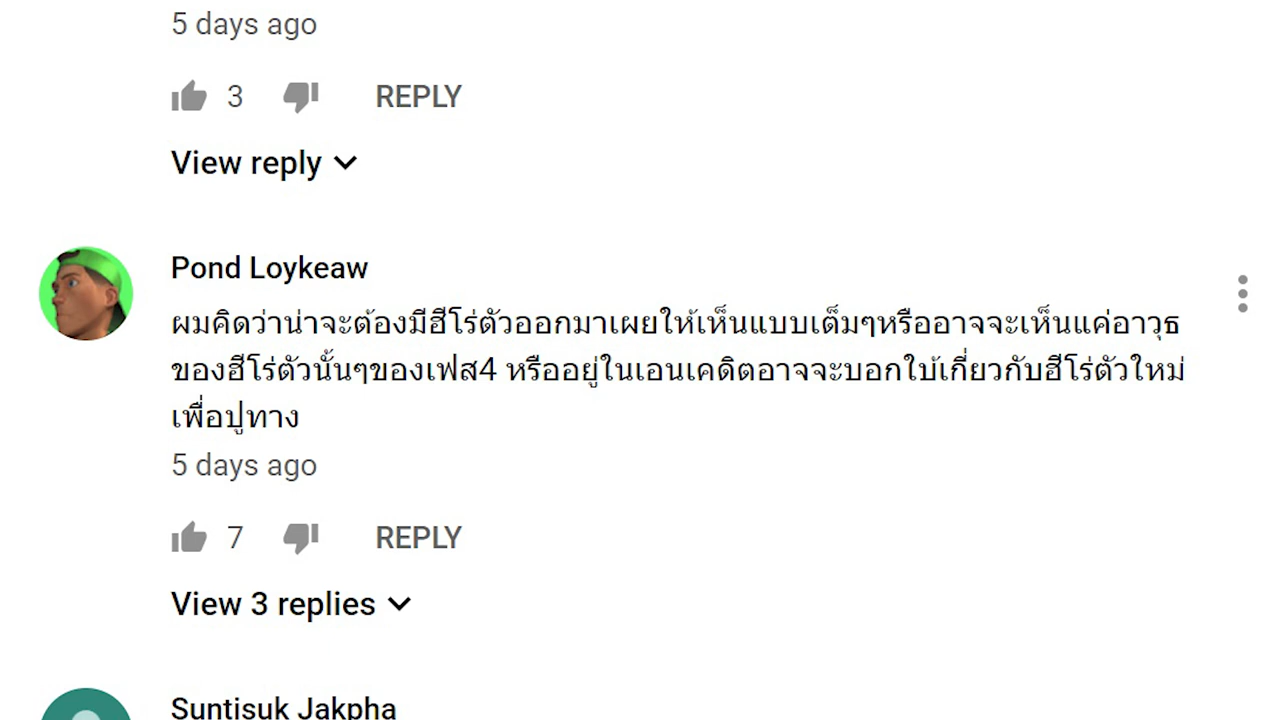 5 days ago
3 REPLY
View reply
Pond Loykeaw
ผมคิดว่าน่าจะต้องมีฮีโร่ตัวออกมาเผยให้เห็นแบบเต็มๆหรืออาจจะเห็นแค่อาวุธ
ของฮีโร่ตัวนั้นๆของเฟส4 หรืออยู่ในเอนเคดิตอาจจะบอกใบ้เกี่ยวกับฮีโร่ตัวใหม่
เพื่อปูทาง
5 days ago
7 REPLY
View 3 replies
Suntisuk Jakpha